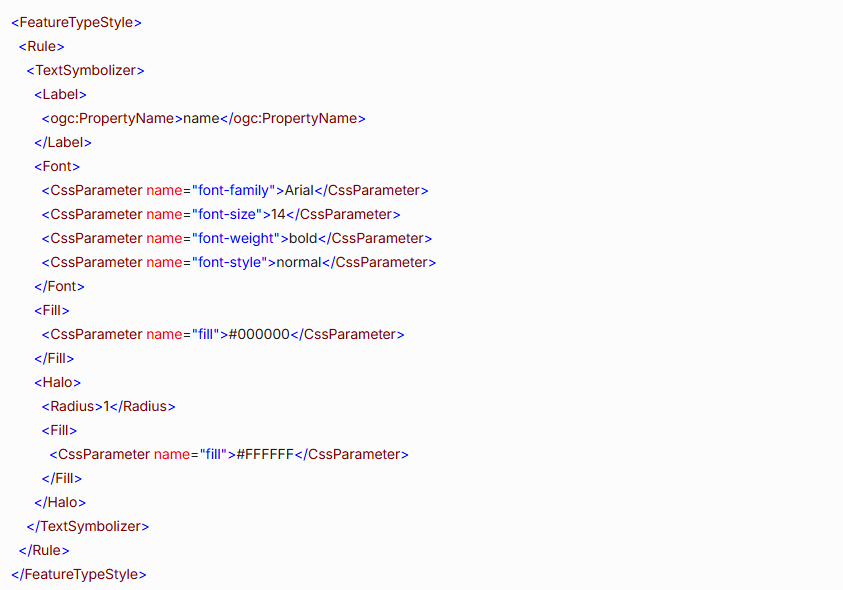 <FeatureTypeStyle>
<Rule>
<TextSymbolizer>
<Label>
<ogc:PropertyName>name</ogc:PropertyName>
</Label>
<Font>
<CssParameter name="font-family">Arial</CssParameter>
<CssParameter name="font-size">14</CssParameter>
<CssParameter name="font-weight">bold</CssParameter>
<CssParameter name="font-style">normal</CssParameter>
</Font>
<Fill>
<CssParameter name="fill">#000000</CssParameter>
</Fill>
<Halo>
<Radius>1</Radius>
<Fill>
<CssParameter name="fill">#FFFFFF</CssParameter>
</Fill>
</Halo>
</TextSymbolizer>
</Rule>
</FeatureTypeStyle>